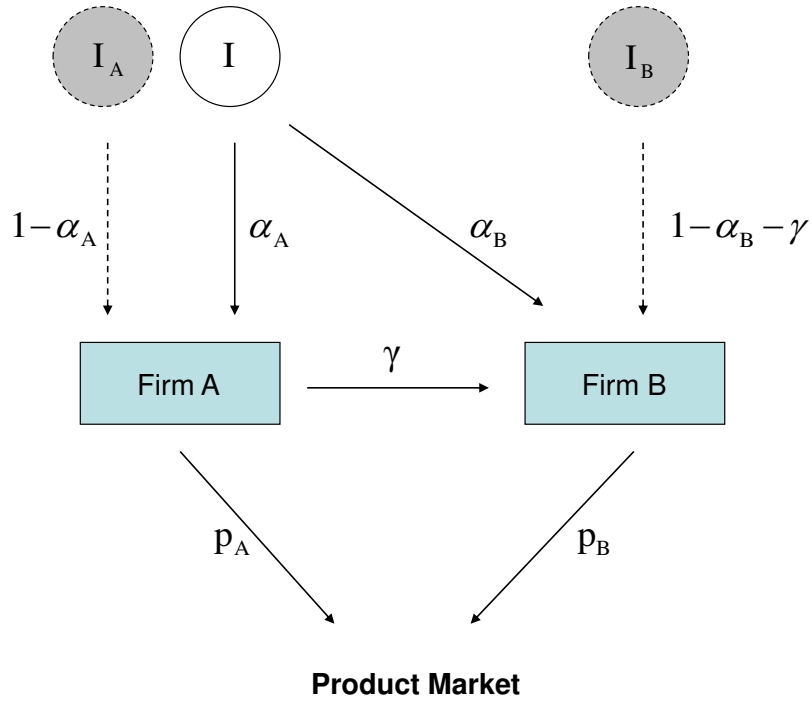 I_A
I
I_B
1−α_A
α_A
α_B
1−α_B−γ
Firm A
γ
Firm B
p_A
p_B
Product Market